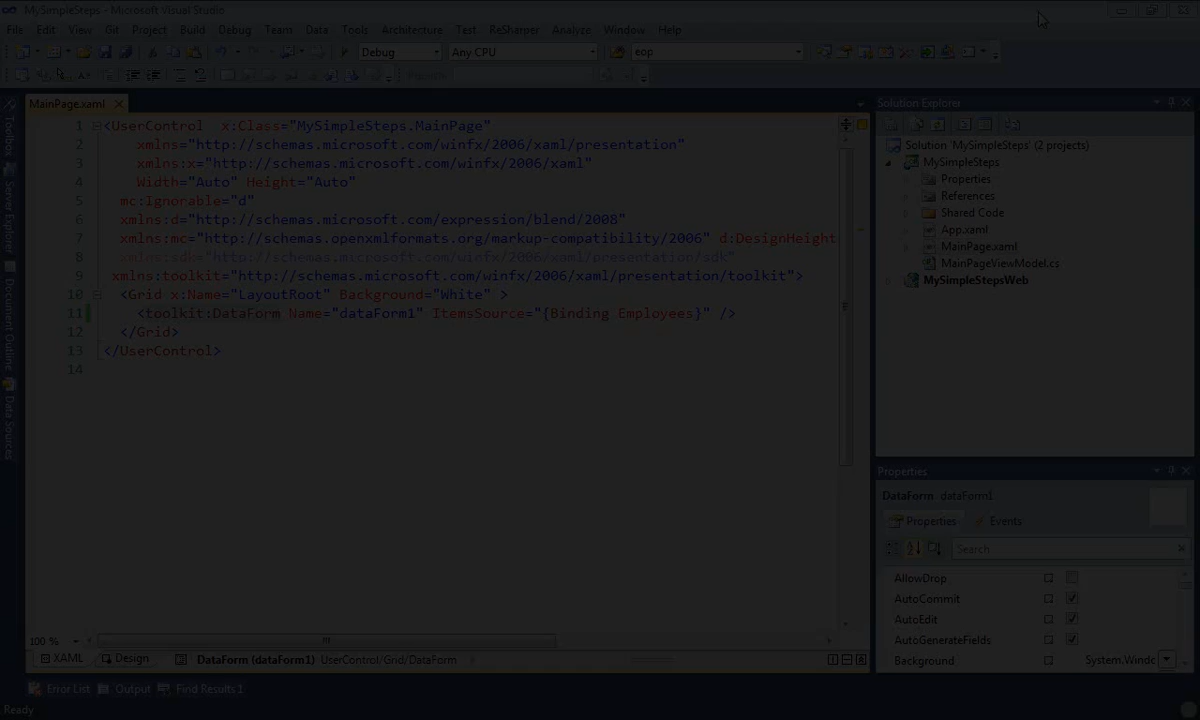 MySimpleSteps - Microsoft Visual Studio
File Edit View Git Project Build Debug Team Data Tools Architecture Test ReSharper Analyze Window Help
Debug Any CPU eop
MainPage.xaml
1 <UserControl x:Class="MySimpleSteps.MainPage"
2 xmlns="http://schemas.microsoft.com/winfx/2006/xaml/presentation"
3 xmlns:x="http://schemas.microsoft.com/winfx/2006/xaml"
4 Width="Auto" Height="Auto"
5 mc:Ignorable="d"
6 xmlns:d="http://schemas.microsoft.com/expression/blend/2008"
7 xmlns:mc="http://schemas.openxmlformats.org/markup-compatibility/2006" d:DesignHeight
8 xmlns:sdk="http://schemas.microsoft.com/winfx/2006/xaml/presentation/sdk"
9 xmlns:toolkit="http://schemas.microsoft.com/winfx/2006/xaml/presentation/toolkit">
10 <Grid x:Name="LayoutRoot" Background="White" >
11 <toolkit:DataForm Name="dataForm1" ItemsSource="{Binding Employees}" />
12 </Grid>
13 </UserControl>
14
100 %
XAML Design DataForm (dataForm1) UserControl/Grid/DataForm
Error List Output Find Results 1
Ready
Toolbox
Server Explorer
Document Outline
Data Sources
Solution Explorer
Solution 'MySimpleSteps' (2 projects)
MySimpleSteps
Properties
References
Shared Code
App.xaml
MainPage.xaml
MainPageViewModel.cs
MySimpleStepsWeb
Properties
DataForm dataForm1
Properties Events
Search
AllowDrop
AutoCommit
AutoEdit
AutoGenerateFields
Background System.Windo